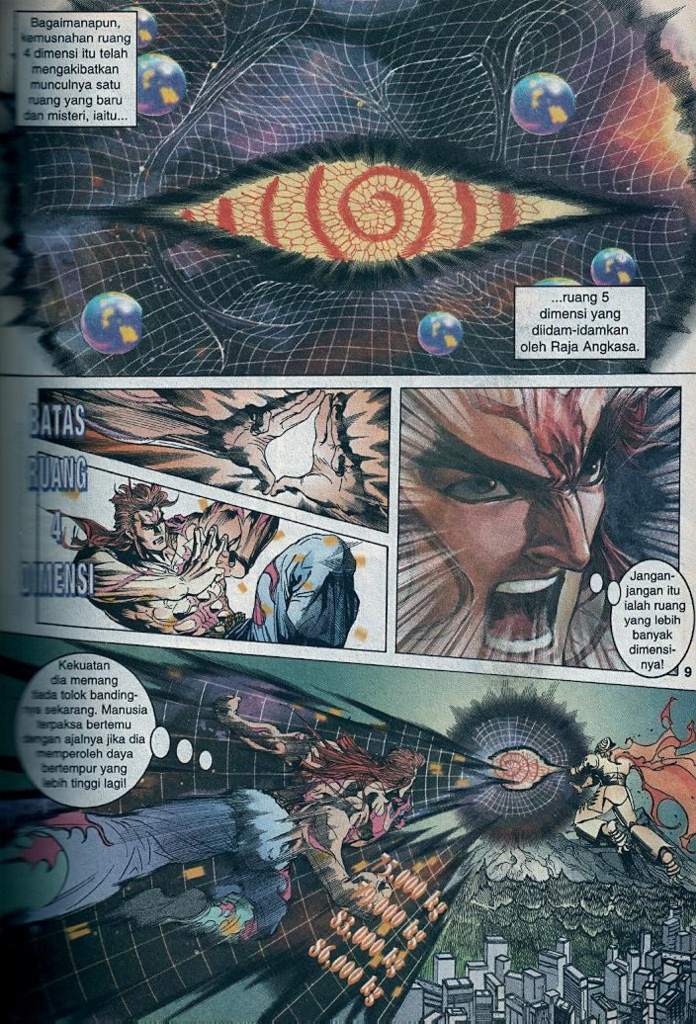 Bagaimanapun,
kemusnahan ruang
4 dimensi itu telah
mengakibatkan
munculnya satu
ruang yang baru
dan misteri, iaitu...
...ruang 5
dimensi yang
diidam-idamkan
oleh Raja Angkasa.
BATAS
RUANG
4
DIMENSI
Jangan-
jangan itu
ialah ruang
yang lebih
banyak
dimensi-
nya!
9
Kekuatan
dia memang
tiada tolok banding-
nya sekarang. Manusia
terpaksa bertemu
dengan ajalnya jika dia
memperoleh daya
bertempur yang
lebih tinggi lagi!
75.000 kg
kg
83.000 kg
86.000 kg